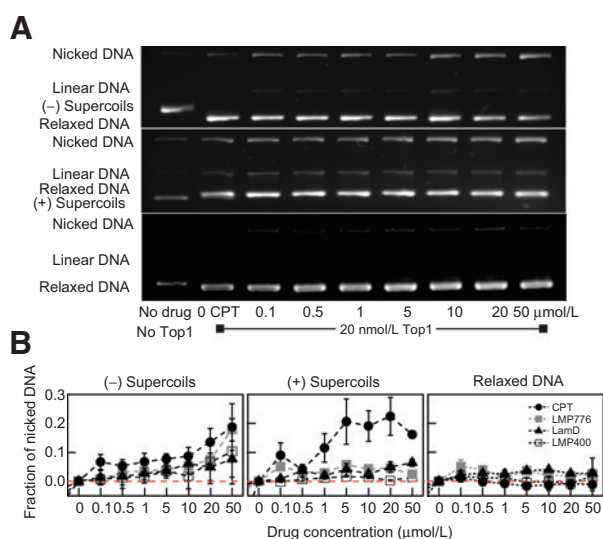 A
Nicked DNA
Linear DNA
(−) Supercoils
Relaxed DNA
Nicked DNA
Linear DNA
Relaxed DNA
(+) Supercoils
Nicked DNA
Linear DNA
Relaxed DNA
No drug 0 CPT 0.1 0.5 1 5 10 20 50 μmol/L
No Top1 20 nmol/L Top1
B
(−) Supercoils (+) Supercoils Relaxed DNA
Fraction of nicked DNA
0.3
0.2
0.1
0.0
CPT
LMP776
LamD
LMP400
0 0.10 0.5 1 5 10 20 50 0 0.10 0.5 1 5 10 20 50 0 0.10 0.5 1 5 10 20 50
Drug concentration (μmol/L)